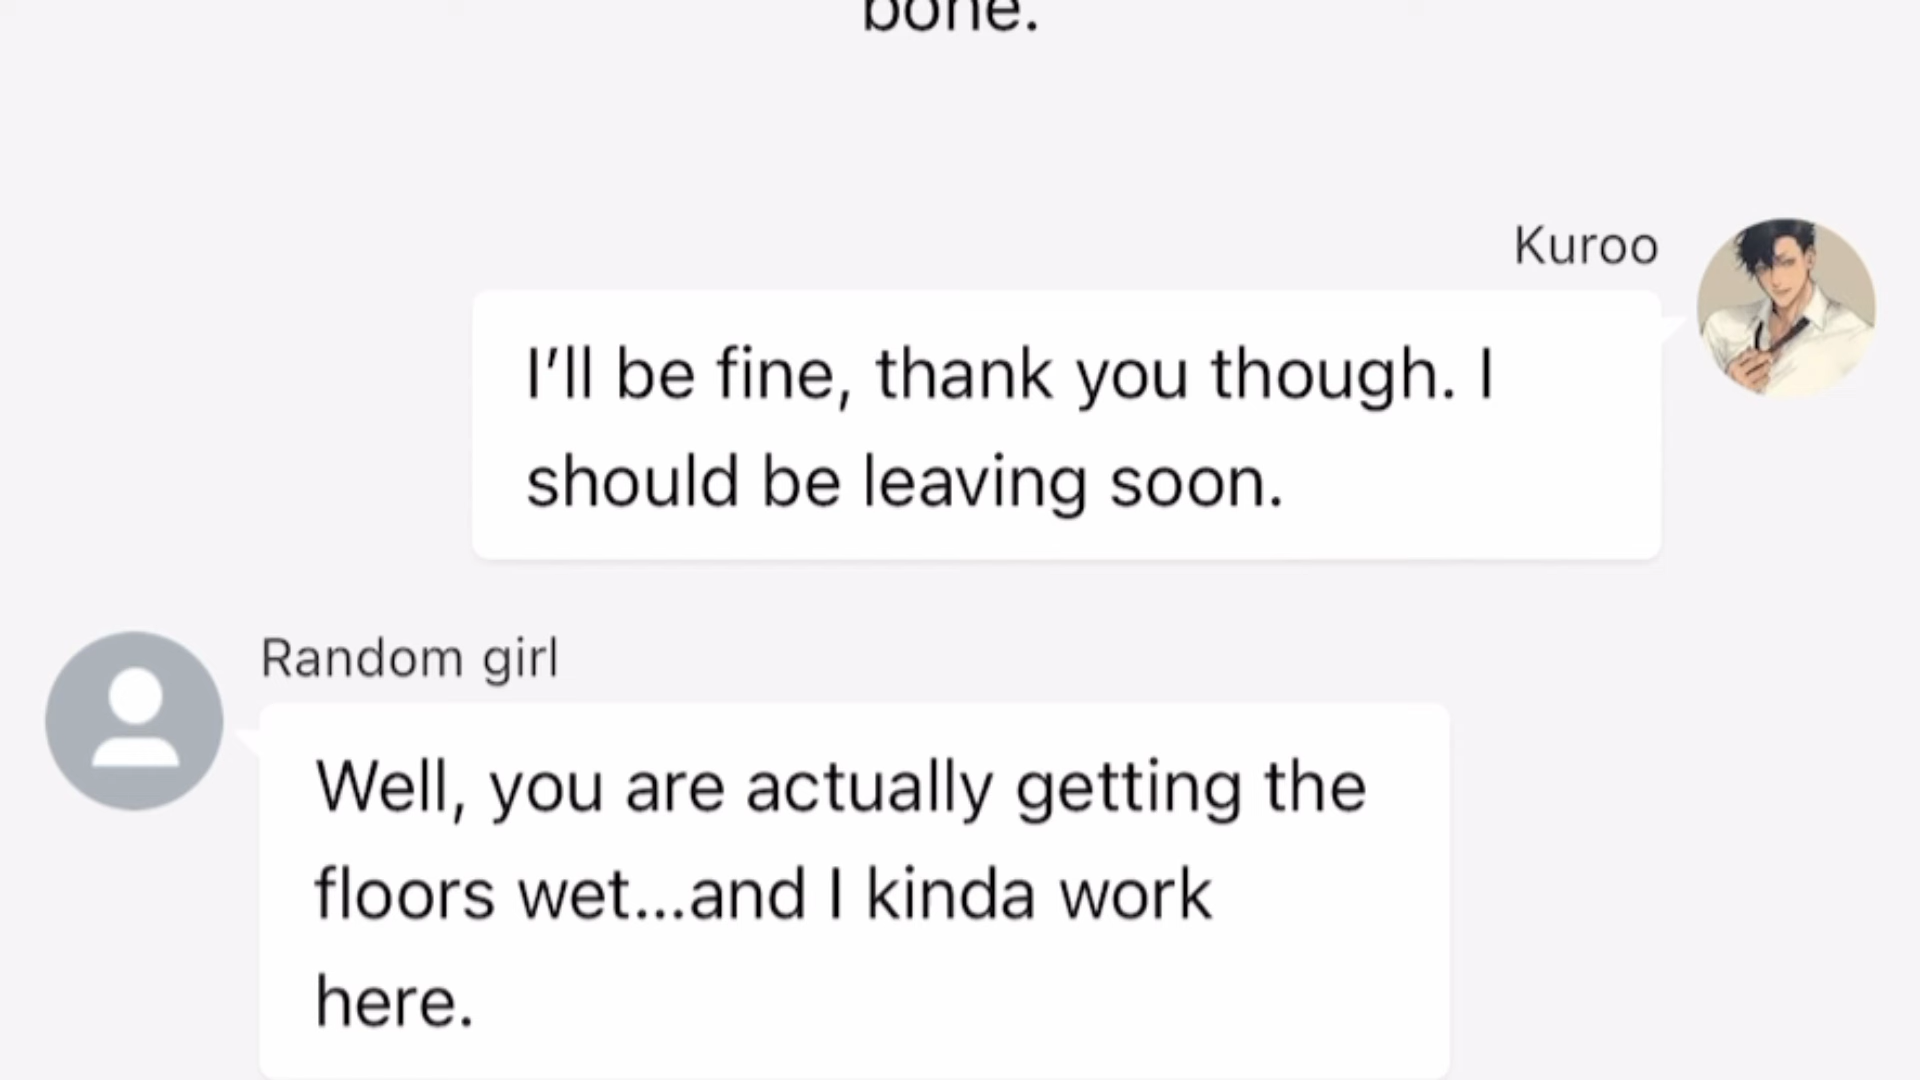 bone.
Kuroo
I’ll be fine, thank you though. I
should be leaving soon.
Random girl
Well, you are actually getting the
floors wet...and I kinda work
here.